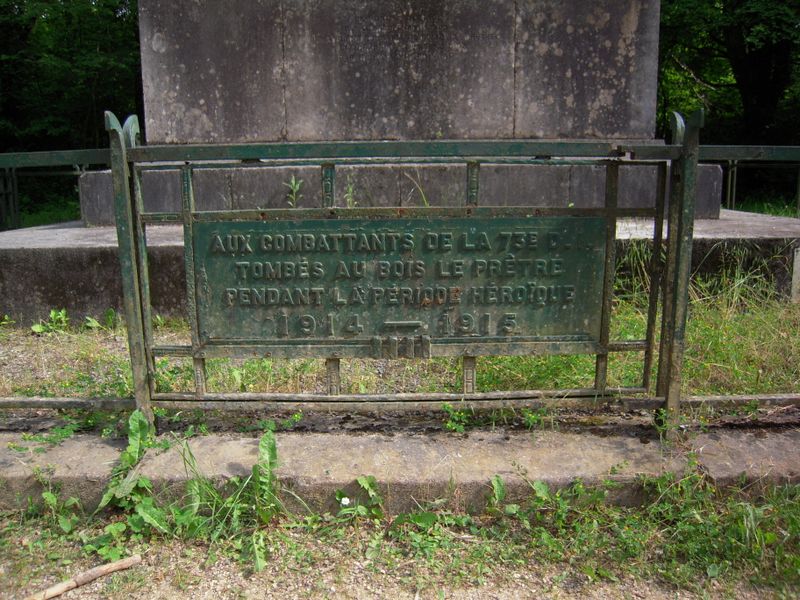 AUX COMBATTANTS DE LA 73E D.I.
TOMBÉS AU BOIS LE PRÊTRE
PENDANT LA PÉRIODE HÉROÏQUE
1914 — 1915